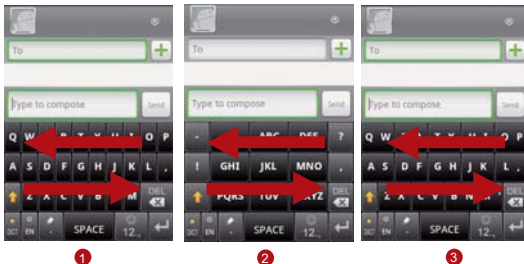 To
To
To
Type to compose Send
Type to compose Send
Type to compose Send
Q W O P
- ABC DEF ?
Q W O P
A S D F G H J K L .
! GHI JKL MNO ,
A S D F G H J K L .
Z X C V B M DEL
PQRS TUV XYZ DEL
Z X C V B N M DEL
EN SPACE 12..
EN SPACE 12..
EN SPACE 12..
1 2 3